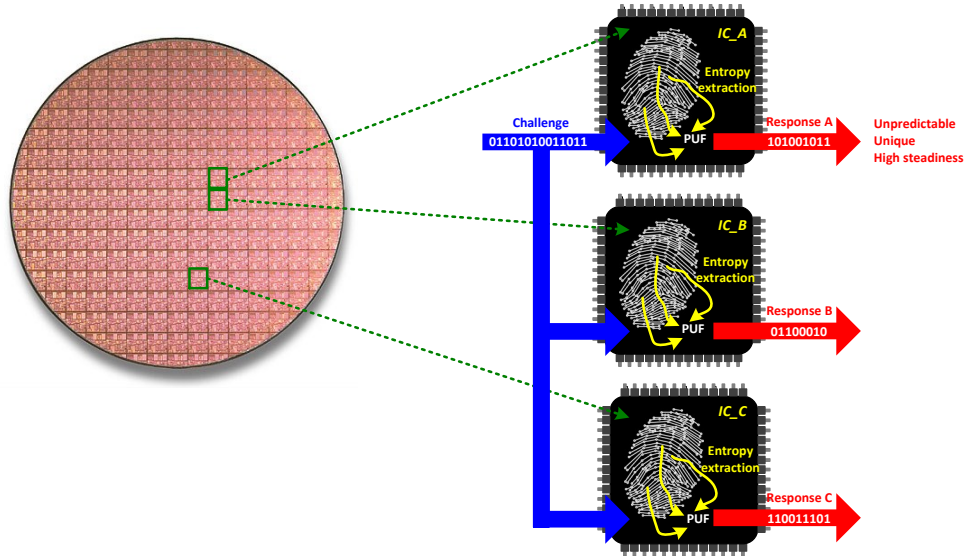 IC_A
Entropy
extraction
PUF
Challenge
01101010011011
Response A
101001011
Unpredictable
Unique
High steadiness
IC_B
Entropy
extraction
PUF
Response B
01100010
IC_C
Entropy
extraction
PUF
Response C
110011101